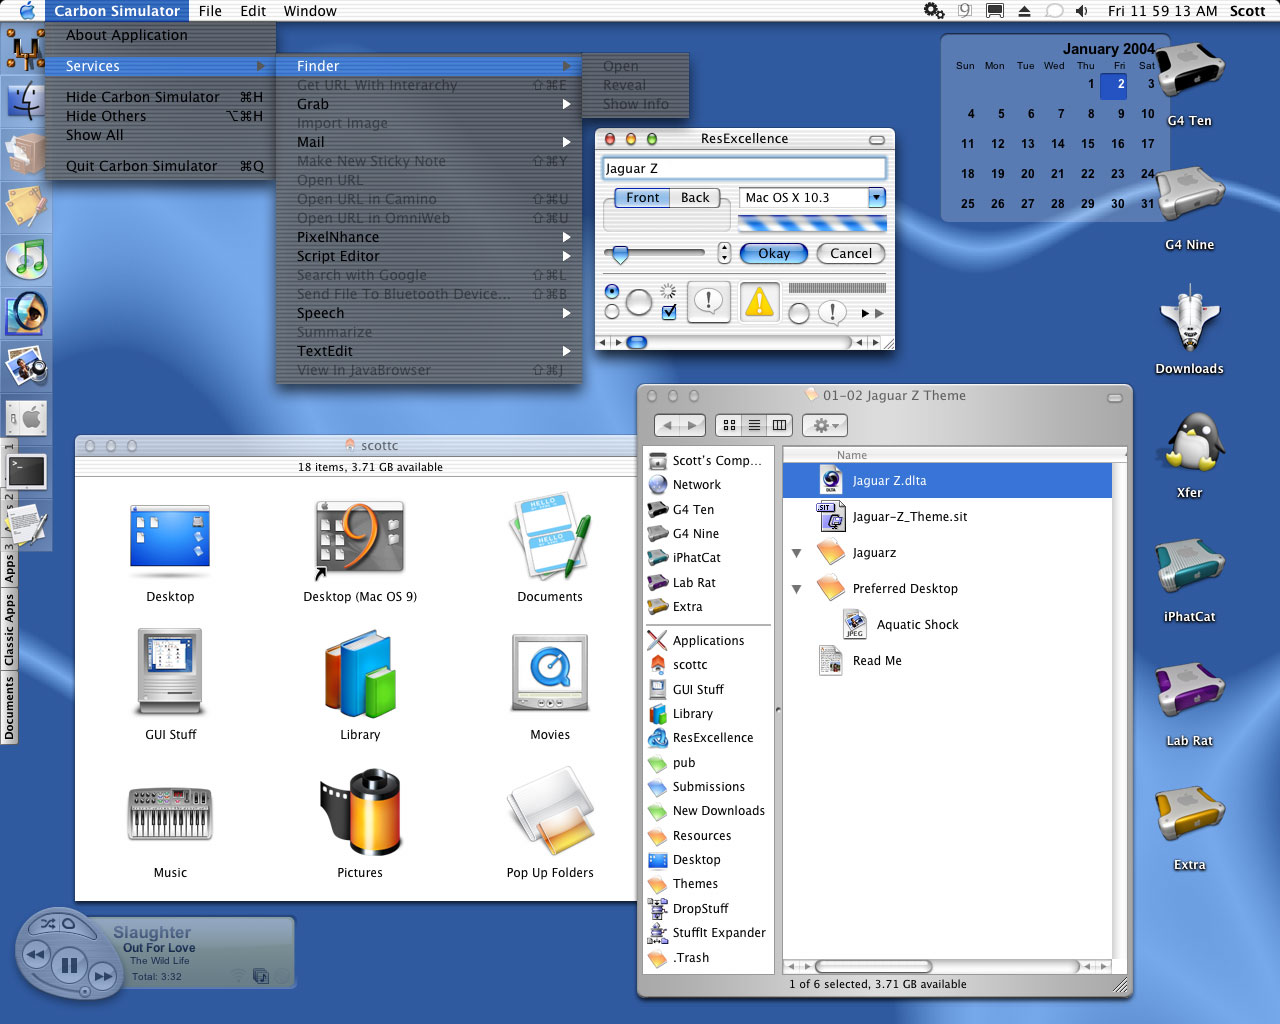 Carbon Simulator File Edit Window
Fri 11 59 13 AM Scott
About Application
Services
Hide Carbon Simulator ⌘H
Hide Others ⌥⌘H
Show All
Quit Carbon Simulator ⌘Q
Finder
Get URL With Interarchy ⇧⌘E
Grab
Import Image
Mail
Make New Sticky Note ⇧⌘Y
Open URL
Open URL in Camino ⇧⌘U
Open URL in OmniWeb ⇧⌘U
PixelNhance
Script Editor
Search with Google ⇧⌘L
Send File To Bluetooth Device... ⇧⌘B
Speech
Summarize
TextEdit
View In JavaBrowser ⇧⌘J
Open
Reveal
Show Info
ResExcellence
Jaguar Z
Front Back
Mac OS X 10.3
Okay Cancel
January 2004
Sun Mon Tue Wed Thu Fri Sat
1 2 3
4 5 6 7 8 9 10
11 12 13 14 15 16 17
18 19 20 21 22 23 24
25 26 27 28 29 30 31
G4 Ten
G4 Nine
Downloads
Xfer
iPhatCat
Lab Rat
Extra
1
2
Apps 3
Classic Apps
Documents
scottc
18 items, 3.71 GB available
Desktop
Desktop (Mac OS 9)
HELLO
HELLO
Documents
GUI Stuff
Library
Movies
Music
Pictures
Pop Up Folders
01-02 Jaguar Z Theme
Name
Scott's Comp...
Network
G4 Ten
G4 Nine
iPhatCat
Lab Rat
Extra
Applications
scottc
GUI Stuff
Library
ResExcellence
pub
Submissions
New Downloads
Resources
Desktop
Themes
DropStuff
StuffIt Expander
.Trash
DLTA
Jaguar Z.dlta
.SIT
Jaguar-Z_Theme.sit
Jaguarz
Preferred Desktop
JPEG
Aquatic Shock
Read Me
1 of 6 selected, 3.71 GB available
Slaughter
Out For Love
The Wild Life
Total: 3:32